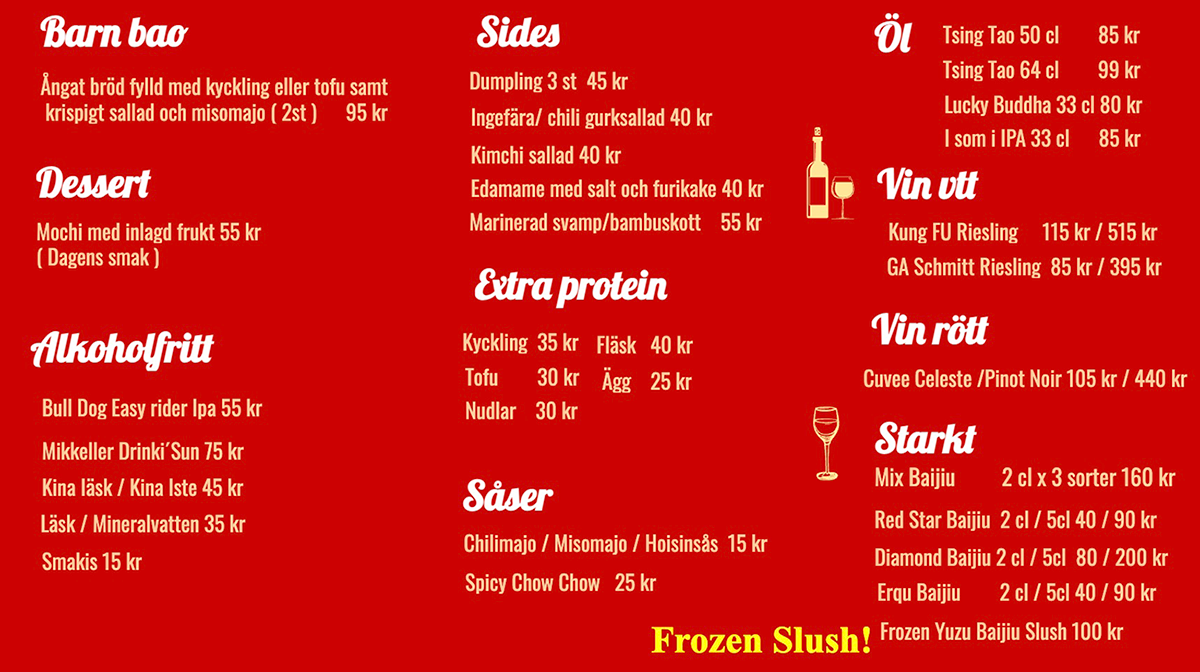 Barn bao
Ångat bröd fylld med kyckling eller tofu samt
krispigt sallad och misomajo ( 2st ) 95 kr
Dessert
Mochi med inlagd frukt 55 kr
( Dagens smak )
Alkoholfritt
Bull Dog Easy rider Ipa 55 kr
Mikkeller Drinki´Sun 75 kr
Kina läsk / Kina Iste 45 kr
Läsk / Mineralvatten 35 kr
Smakis 15 kr
Sides
Dumpling 3 st 45 kr
Ingefära/ chili gurksallad 40 kr
Kimchi sallad 40 kr
Edamame med salt och furikake 40 kr
Marinerad svamp/bambuskott 55 kr
Extra protein
Kyckling 35 kr Fläsk 40 kr
Tofu 30 kr Ägg 25 kr
Nudlar 30 kr
Såser
Chilimajo / Misomajo / Hoisinsås 15 kr
Spicy Chow Chow 25 kr
Öl
Tsing Tao 50 cl 85 kr
Tsing Tao 64 cl 99 kr
Lucky Buddha 33 cl 80 kr
I som i IPA 33 cl 85 kr
Vin vtt
Kung FU Riesling 115 kr / 515 kr
GA Schmitt Riesling 85 kr / 395 kr
Vin rött
Cuvee Celeste /Pinot Noir 105 kr / 440 kr
Starkt
Mix Baijiu 2 cl x 3 sorter 160 kr
Red Star Baijiu 2 cl / 5cl 40 / 90 kr
Diamond Baijiu 2 cl / 5cl 80 / 200 kr
Erqu Baijiu 2 cl / 5cl 40 / 90 kr
Frozen Slush! Frozen Yuzu Baijiu Slush 100 kr